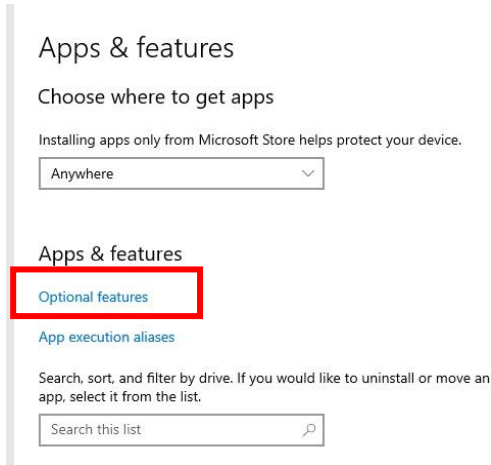 Apps & features
Choose where to get apps
Installing apps only from Microsoft Store helps protect your device.
Anywhere
Apps & features
Optional features
App execution aliases
Search, sort, and filter by drive. If you would like to uninstall or move an
app, select it from the list.
Search this list